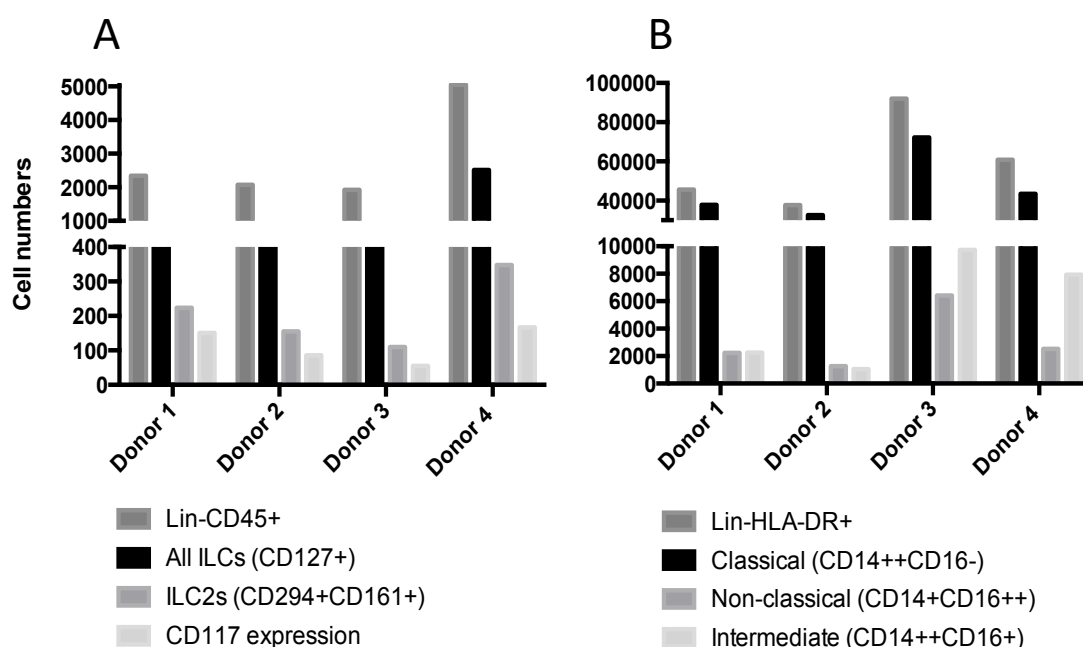 A
5000
4000
3000
2000
1000
400
300
200
100
0
Cell numbers
Donor 1
Donor 2
Donor 3
Donor 4
Lin-CD45+
All ILCs (CD127+)
ILC2s (CD294+CD161+)
CD117 expression
B
100000
80000
60000
40000
10000
8000
6000
4000
2000
0
Donor 1
Donor 2
Donor 3
Donor 4
Lin-HLA-DR+
Classical (CD14++CD16-)
Non-classical (CD14+CD16++)
Intermediate (CD14++CD16+)